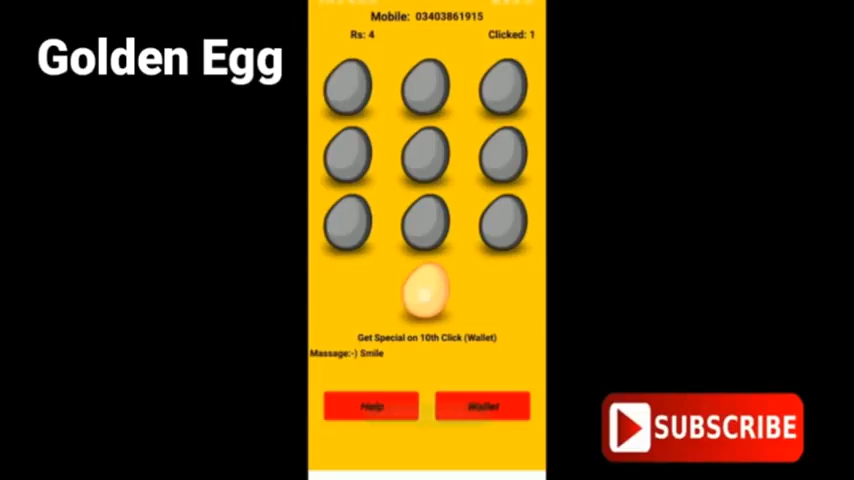 Mobile: 03403861915
Rs: 4 Clicked: 1
Golden Egg
Get Special on 10th Click (Wallet)
Massage:-) Smile
Help Wallet
SUBSCRIBE